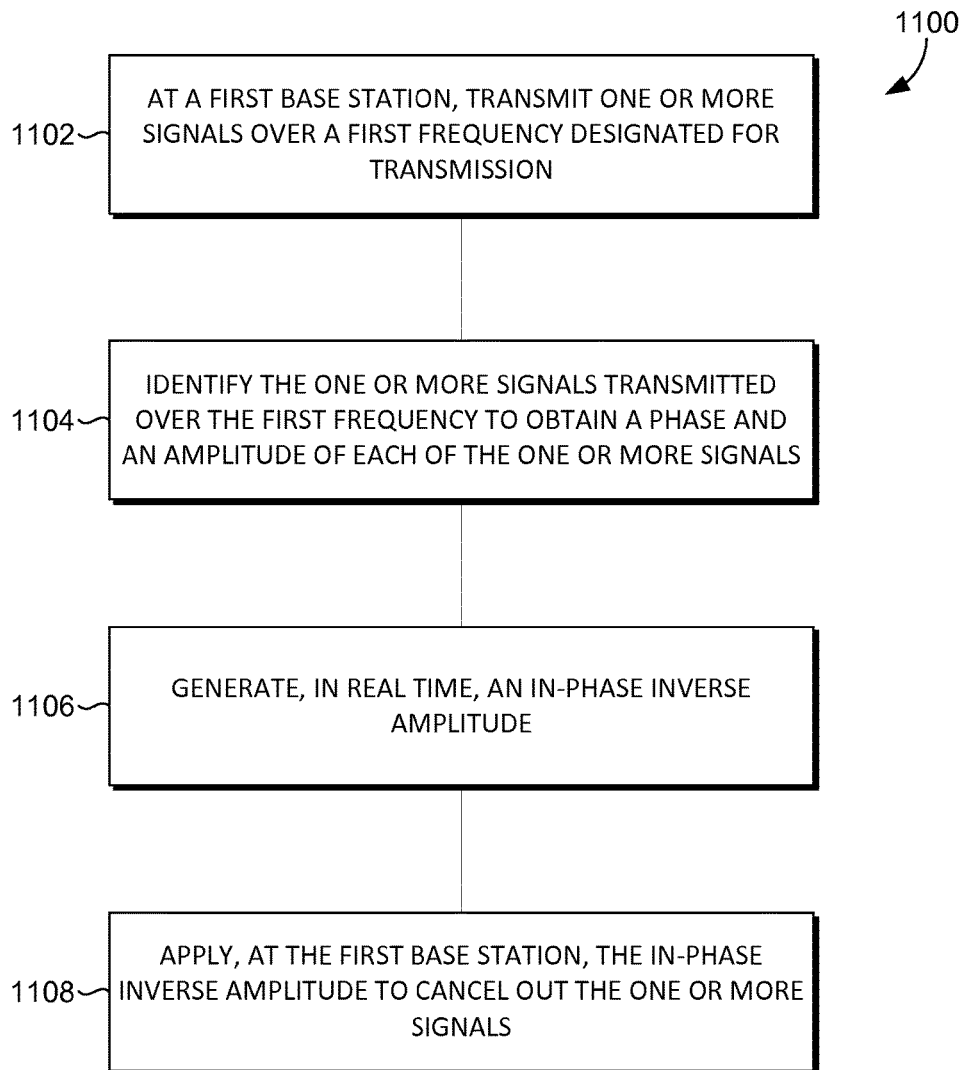 1100
1102
AT A FIRST BASE STATION, TRANSMIT ONE OR MORE
SIGNALS OVER A FIRST FREQUENCY DESIGNATED FOR
TRANSMISSION
1104
IDENTIFY THE ONE OR MORE SIGNALS TRANSMITTED
OVER THE FIRST FREQUENCY TO OBTAIN A PHASE AND
AN AMPLITUDE OF EACH OF THE ONE OR MORE SIGNALS
1106
GENERATE, IN REAL TIME, AN IN-PHASE INVERSE
AMPLITUDE
1108
APPLY, AT THE FIRST BASE STATION, THE IN-PHASE
INVERSE AMPLITUDE TO CANCEL OUT THE ONE OR MORE
SIGNALS